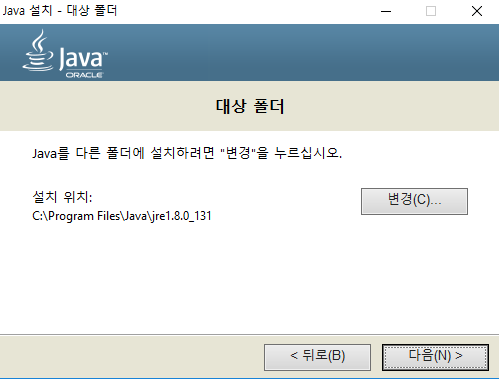 Java 설치 - 대상 폴더
Java™
ORACLE
대상 폴더
Java를 다른 폴더에 설치하려면 "변경"을 누르십시오.
설치 위치:
변경(C)...
C:\Program Files\Java\jre1.8.0_131
< 뒤로(B)
다음(N) >